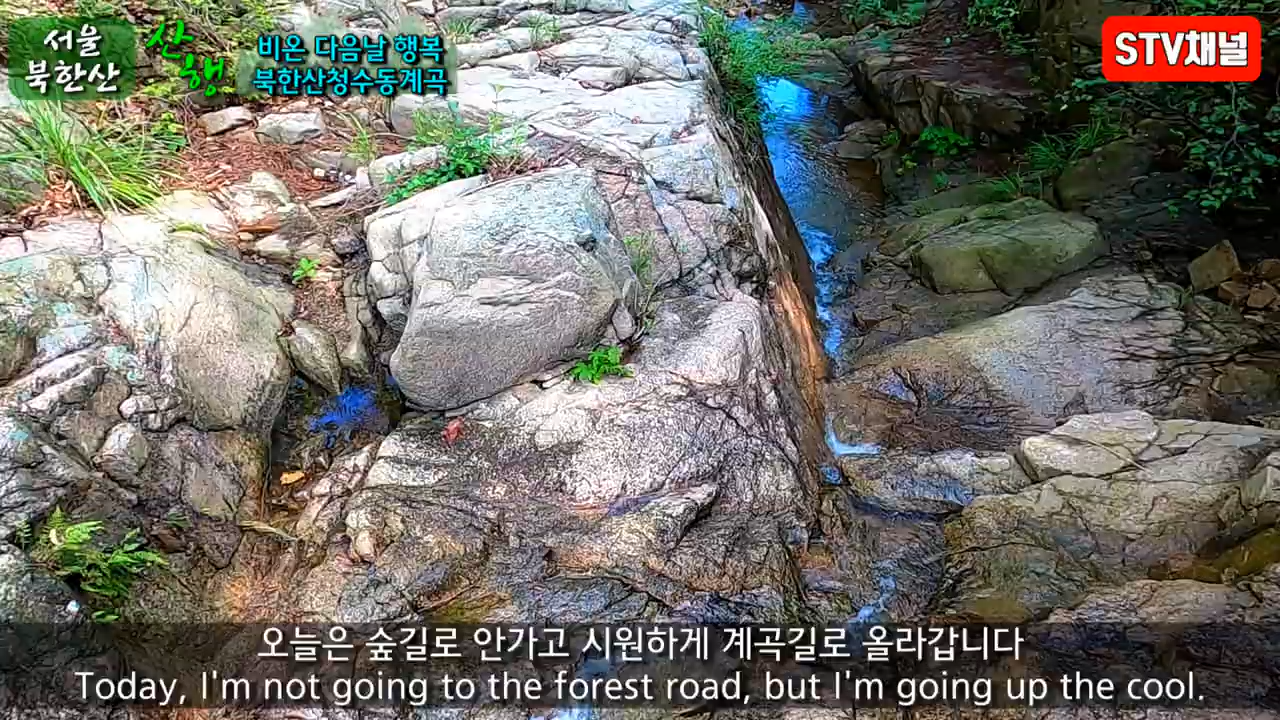 서울
북한산
산행
비온 다음날 행복
북한산청수동계곡
STV채널
오늘은 숲길로 안가고 시원하게 계곡길로 올라갑니다
Today, I'm not going to the forest road, but I'm going up the cool.